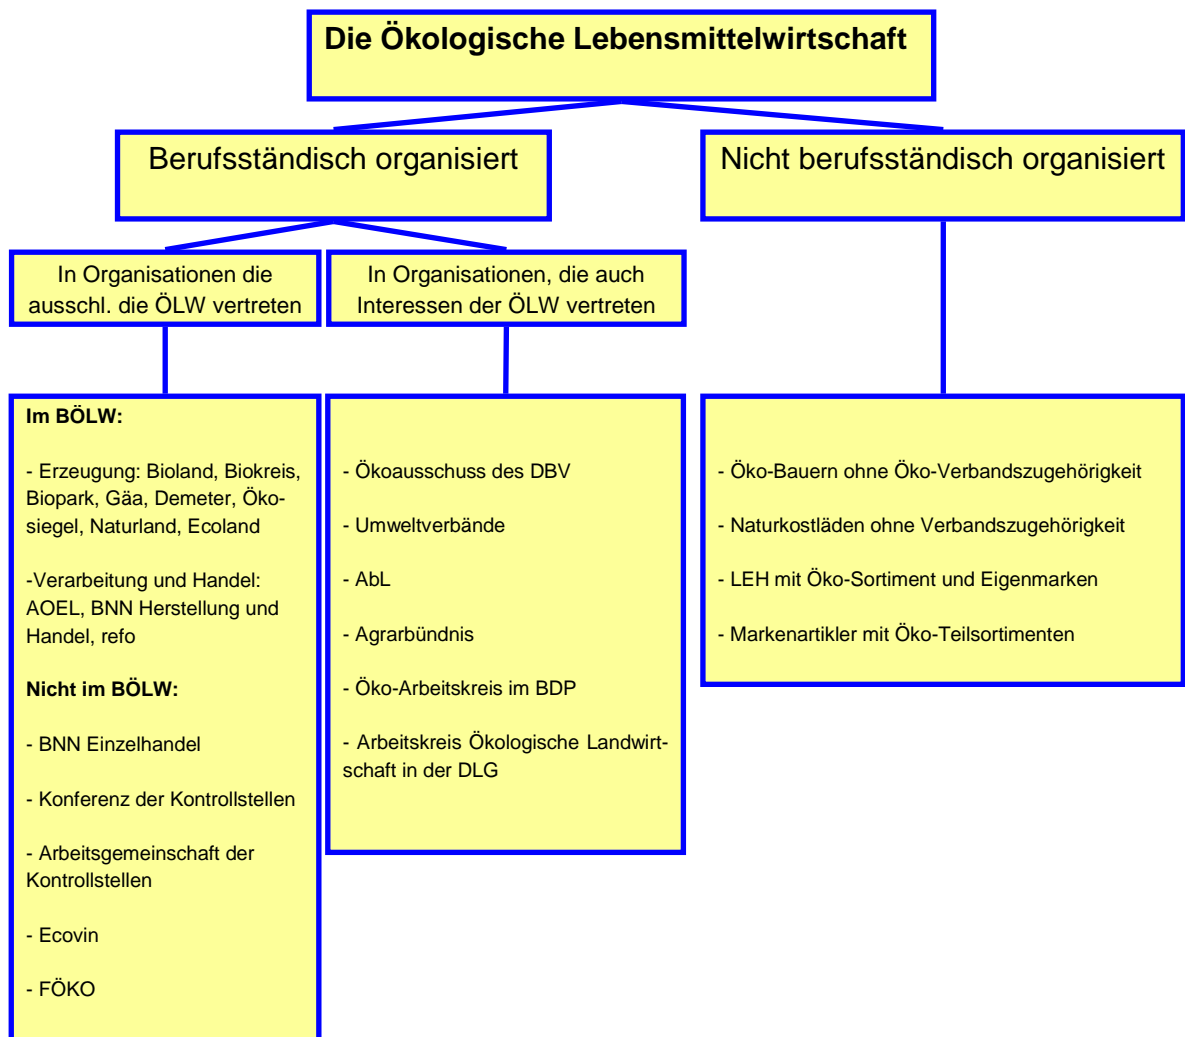 Die Ökologische Lebensmittelwirtschaft
Berufsständisch organisiert
Nicht berufsständisch organisiert
In Organisationen die
ausschl. die ÖLW vertreten
In Organisationen, die auch
Interessen der ÖLW vertreten
Im BÖLW:
- Erzeugung: Bioland, Biokreis,
Biopark, Gäa, Demeter, Öko-
siegel, Naturland, Ecoland
-Verarbeitung und Handel:
AOEL, BNN Herstellung und
Handel, refo
Nicht im BÖLW:
- BNN Einzelhandel
- Konferenz der Kontrollstellen
- Arbeitsgemeinschaft der
Kontrollstellen
- Ecovin
- FÖKO
- Ökoausschuss des DBV
- Umweltverbände
- AbL
- Agrarbündnis
- Öko-Arbeitskreis im BDP
- Arbeitskreis Ökologische Landwirt-
schaft in der DLG
- Öko-Bauern ohne Öko-Verbandszugehörigkeit
- Naturkostläden ohne Verbandszugehörigkeit
- LEH mit Öko-Sortiment und Eigenmarken
- Markenartikler mit Öko-Teilsortimenten